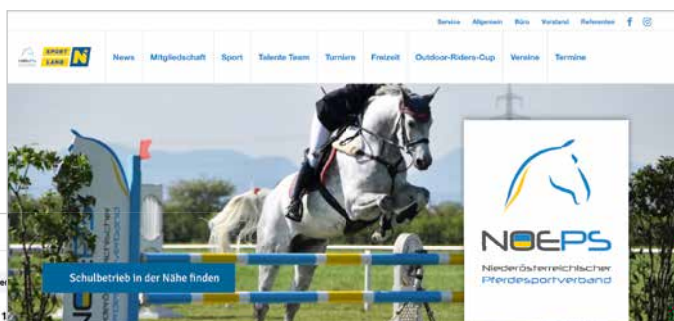 Service Allgemein Büro Vorstand Referenten
SPORT
LAND N
News Mitgliedschaft Sport Talente Team Turniere Freizeit Outdoor-Riders-Cup Vereine Termine
NOEPS
Niederösterreichischer
Pferdesportverband
Schulbetrieb in der Nähe finden
NOEPS